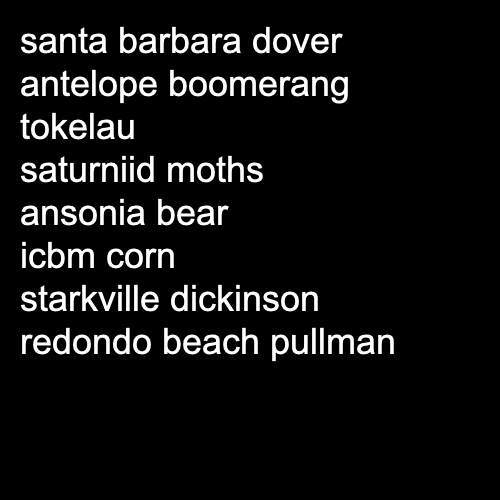 santa barbara dover
antelope boomerang
tokelau
saturniid moths
ansonia bear
icbm corn
starkville dickinson
redondo beach pullman